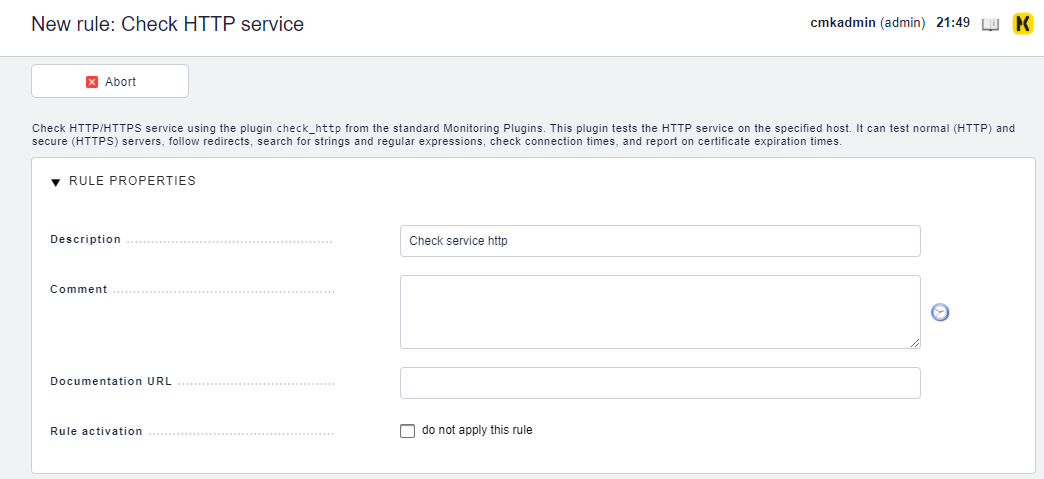 New rule: Check HTTP service
cmkadmin (admin) 21:49
Abort
Check HTTP/HTTPS service using the plugin check_http from the standard Monitoring Plugins. This plugin tests the HTTP service on the specified host. It can test normal (HTTP) and
secure (HTTPS) servers, follow redirects, search for strings and regular expressions, check connection times, and report on certificate expiration times.
RULE PROPERTIES
Description
Check service http
Comment
Documentation URL
Rule activation
do not apply this rule